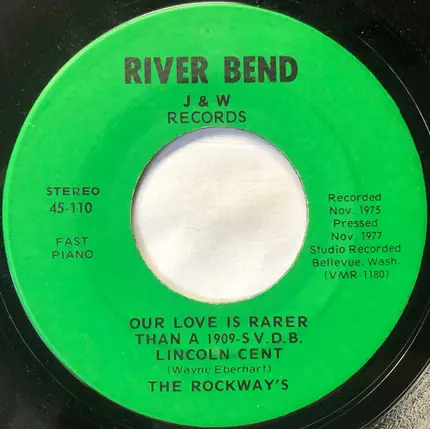 RIVER BEND
J & W
RECORDS
STEREO
45-110
FAST
PIANO
Recorded
Nov. 1975
Pressed
Nov. 1977
Studio Recorded
Bellevue, Wash.
(VMR-1180)
OUR LOVE IS RARER
THAN A 1909-S V.D.B.
LINCOLN CENT
(Wayne Eberhart)
THE ROCKWAY'S